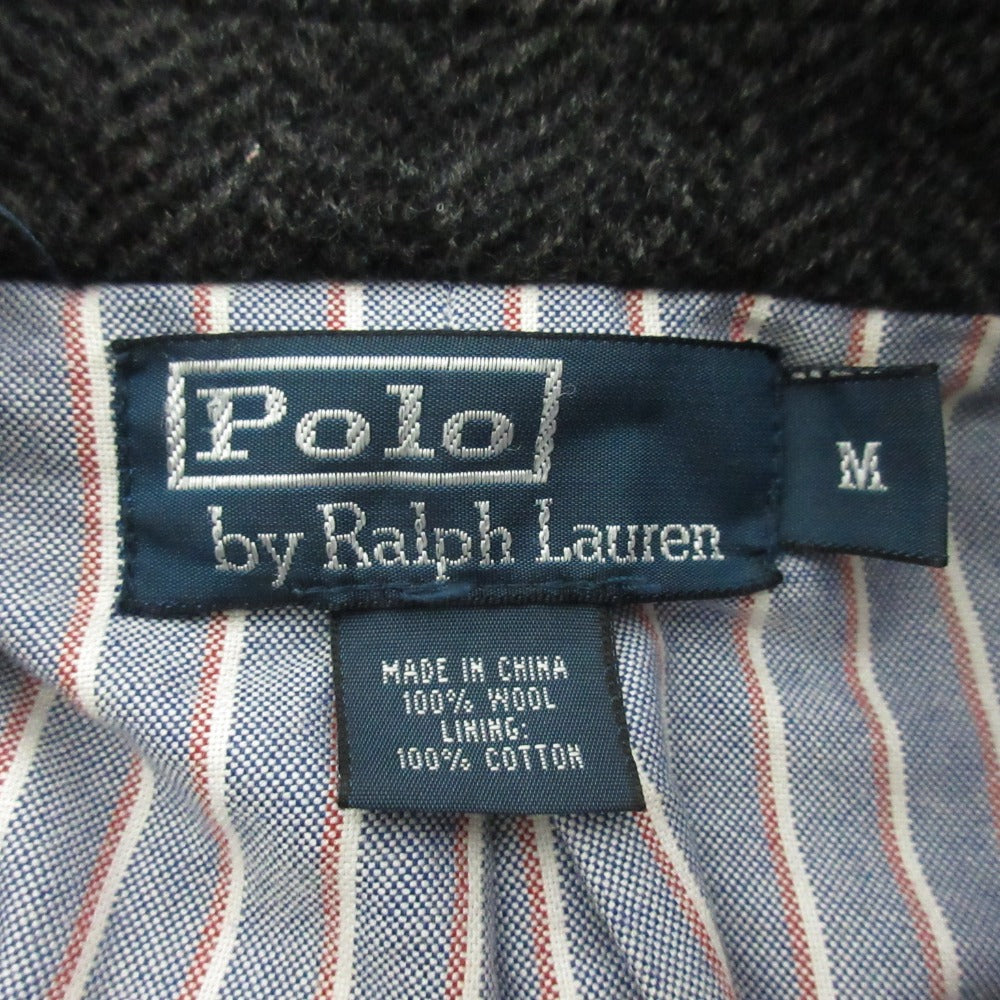 Polo
by Ralph Lauren
M
MADE IN CHINA
100% WOOL
LINING:
100% COTTON